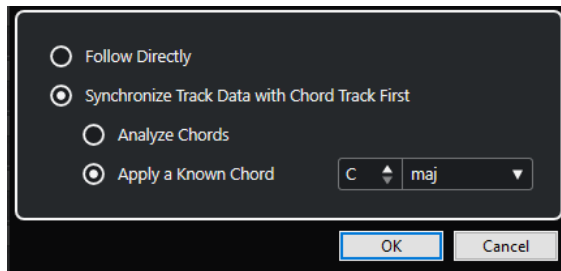 Follow Directly
Synchronize Track Data with Chord Track First
Analyze Chords
Apply a Known Chord C maj
OK Cancel